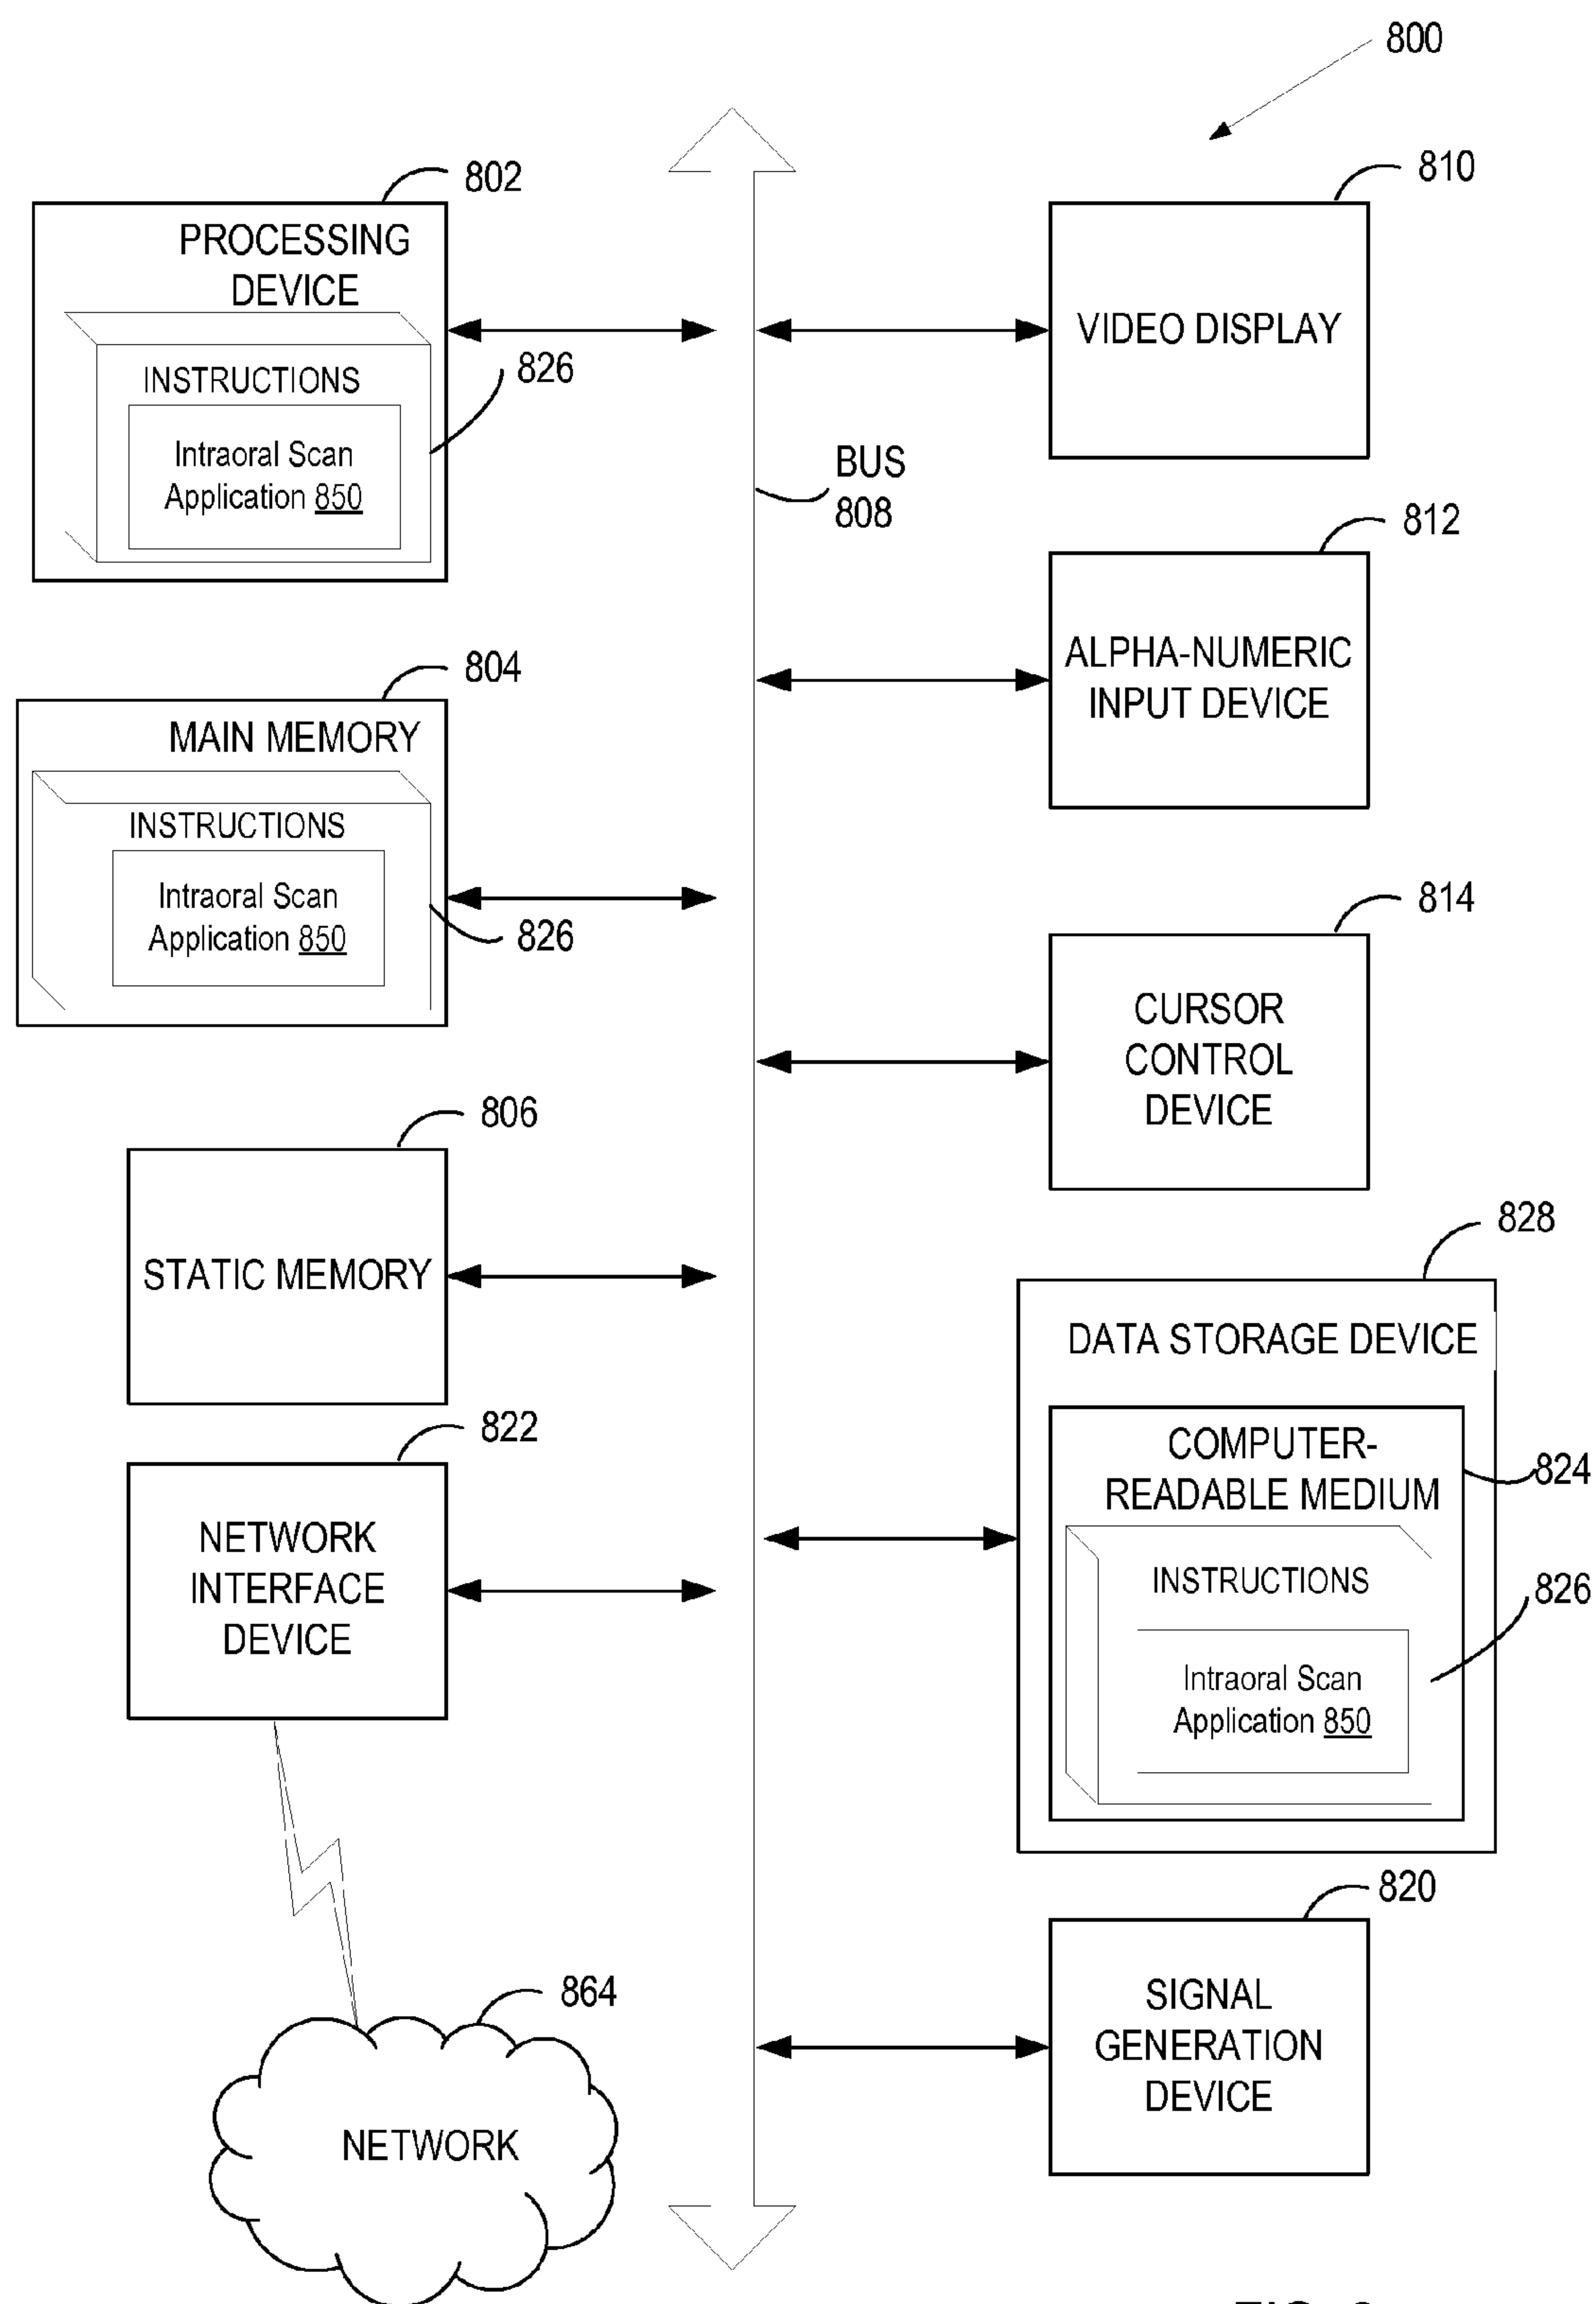 800
802
PROCESSING
DEVICE
INSTRUCTIONS
826
Intraoral Scan
Application 850
804
MAIN MEMORY
INSTRUCTIONS
Intraoral Scan
Application 850
826
806
STATIC MEMORY
822
NETWORK
INTERFACE
DEVICE
864
NETWORK
BUS
808
810
VIDEO DISPLAY
812
ALPHA-NUMERIC
INPUT DEVICE
814
CURSOR
CONTROL
DEVICE
828
DATA STORAGE DEVICE
COMPUTER-
READABLE MEDIUM
824
INSTRUCTIONS
826
Intraoral Scan
Application 850
820
SIGNAL
GENERATION
DEVICE